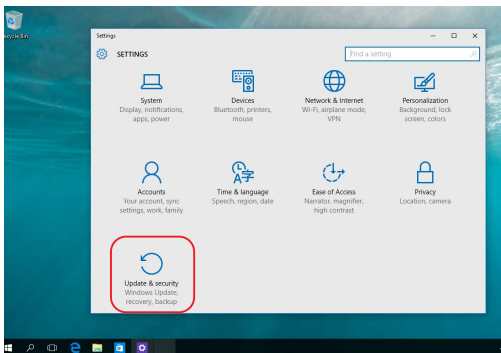 Recycle Bin
Settings
SETTINGS
Find a setting
System
Display, notifications,
apps, power
Devices
Bluetooth, printers,
mouse
Network & Internet
Wi-Fi, airplane mode,
VPN
Personalization
Background, lock
screen, colors
Accounts
Your account, sync
settings, work, family
Time & language
Speech, region, date
Ease of Access
Narrator, magnifier,
high contrast
Privacy
Location, camera
Update & security
Windows Update,
recovery, backup